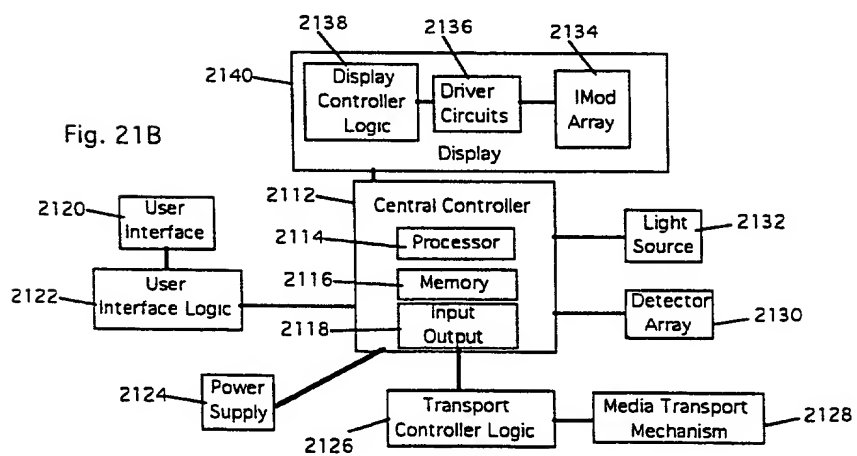 2138
2136
2134
2140
Display
Controller
Logic
Driver
Circuits
IMod
Array
Display
Fig. 21B
2112
Central Controller
2114
Processor
2116
Memory
2118
Input
Output
2120
User
Interface
2122
User
Interface Logic
Light
Source
2132
Detector
Array
2130
2124
Power
Supply
2126
Transport
Controller Logic
Media Transport
Mechanism
2128